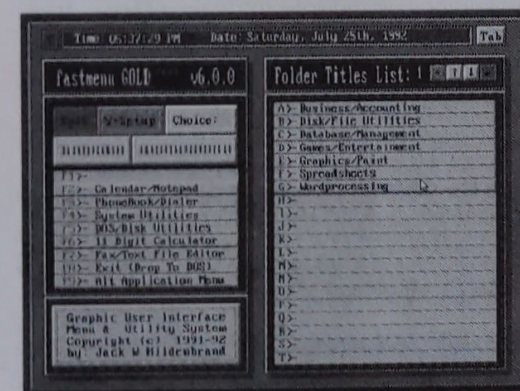 Time 05:37:29 PM Date: Saturday, July 25th, 1992 Tab
fastmenu GOLD v6.0.0
Choice:
F1>-
F2>- Calendar/Notepad
F3>- PhoneBook/Dialer
F4>- System Utilities
F5>- DOS/Disk Utilities
F6>- 11 Digit Calculator
F7>- Fax/Text File Editor
F10>- Exit (Drop To DOS)
F9>- Alt Application Menu
Graphic User Interface
Menu & Utility System
Copyright (c) 1991-92
by: Jack W Hildenbrand
Folder Titles List: 1
A>- Business/Accounting
B>- Disk/File Utilities
C>- Database/Management
D>- Games/Entertainment
E>- Graphics/Paint
F>- Spreadsheets
G>- Wordprocessing
H>-
I>-
J>-
K>-
L>-
M>-
N>-
O>-
P>-
Q>-
R>-
S>-
T>-